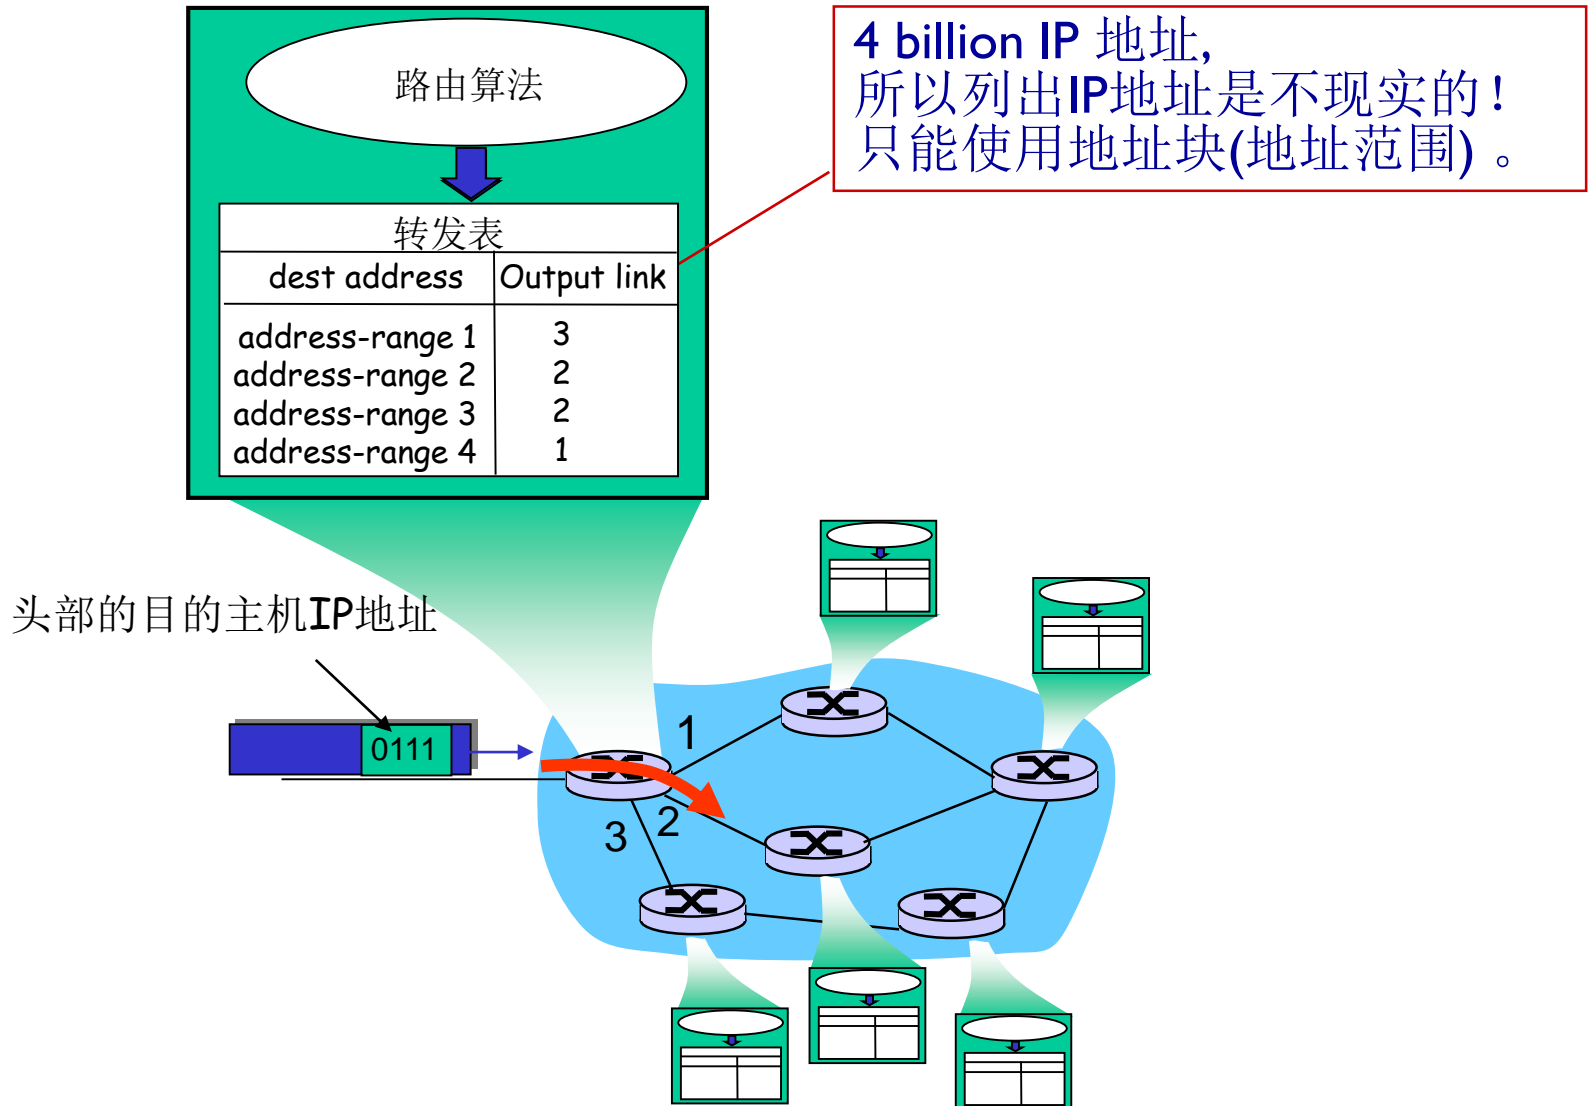 路由算法
4 billion IP 地址,
所以列出IP地址是不现实的！
只能使用地址块(地址范围) 。
转发表
dest address Output link
address-range 1 3
address-range 2 2
address-range 3 2
address-range 4 1
头部的目的主机IP地址
0111
1
2
3